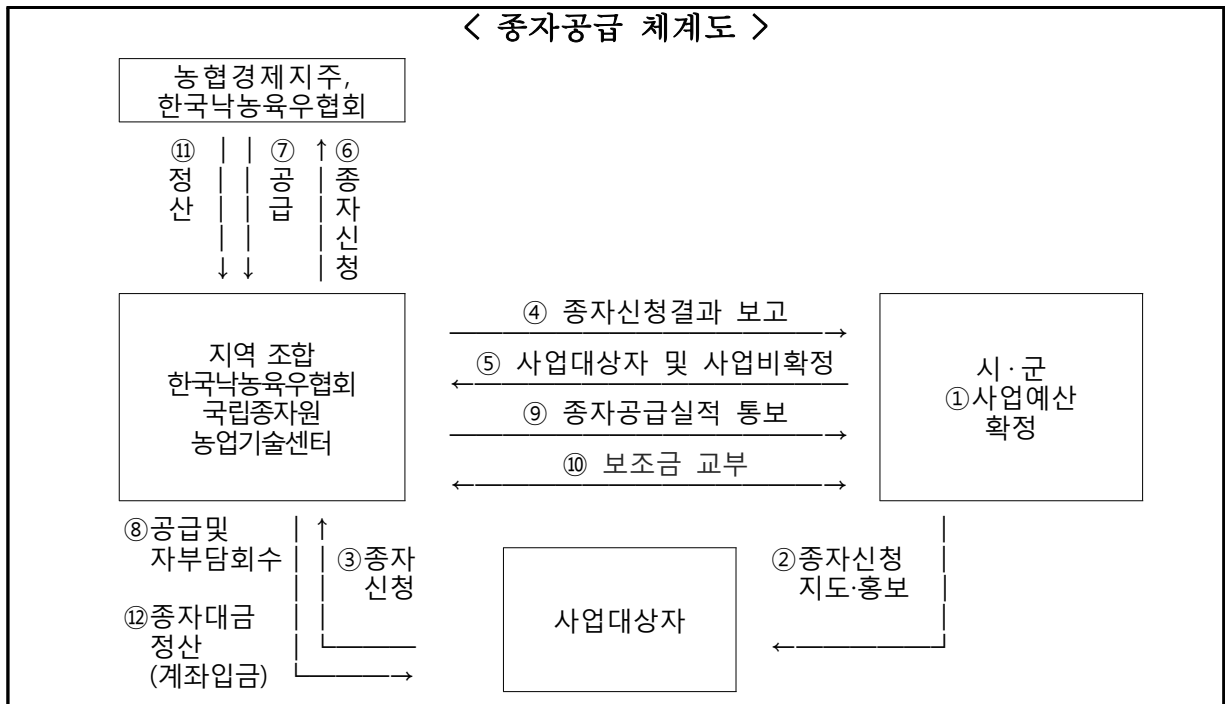 < 종자공급 체계도 >
농협경제지주,
한국낙농육우협회
⑪ 정산
⑦ 공급
⑥ 종자신청
지역 조합
한국낙농육우협회
국립종자원
농업기술센터
④ 종자신청결과 보고
⑤ 사업대상자 및 사업비확정
⑨ 종자공급실적 통보
⑩ 보조금 교부
시·군
①사업예산
확정
⑧공급및
자부담회수
③종자
신청
⑫종자대금
정산
(계좌입금)
사업대상자
②종자신청
지도·홍보